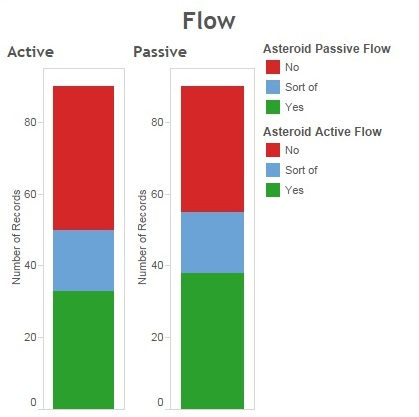 Flow
Active
Passive
Number of Records
80
60
40
20
0
Number of Records
80
60
40
20
0
Asteroid Passive Flow
No
Sort of
Yes
Asteroid Active Flow
No
Sort of
Yes